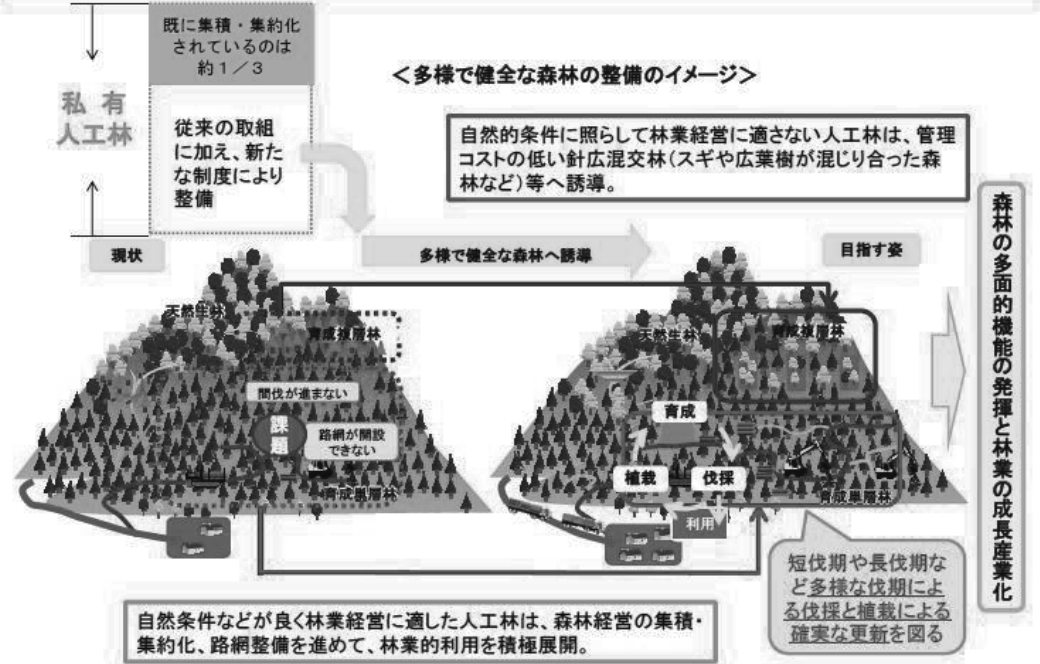 既に集積・集約化
されているのは
約1／3
私 有
人工林
従来の取組
に加え、新た
な制度により
整備
＜多様で健全な森林の整備のイメージ＞
自然的条件に照らして林業経営に適さない人工林は、管理
コストの低い針広混交林（スギや広葉樹が混じり合った森
林など）等へ誘導。
現状
多様で健全な森林へ誘導
目指す姿
天然生林
育成複層林
間伐が進まない
課題
路網が開設
できない
育成単層林
天然生林
育成複層林
育成
植栽
伐採
利用
育成単層林
短伐期や長伐期な
ど多様な伐期によ
る伐採と植栽による
確実な更新を図る
自然条件などが良く林業経営に適した人工林は、森林経営の集積・
集約化、路網整備を進めて、林業的利用を積極展開。
森林の多面的機能の発揮と林業の成長産業化